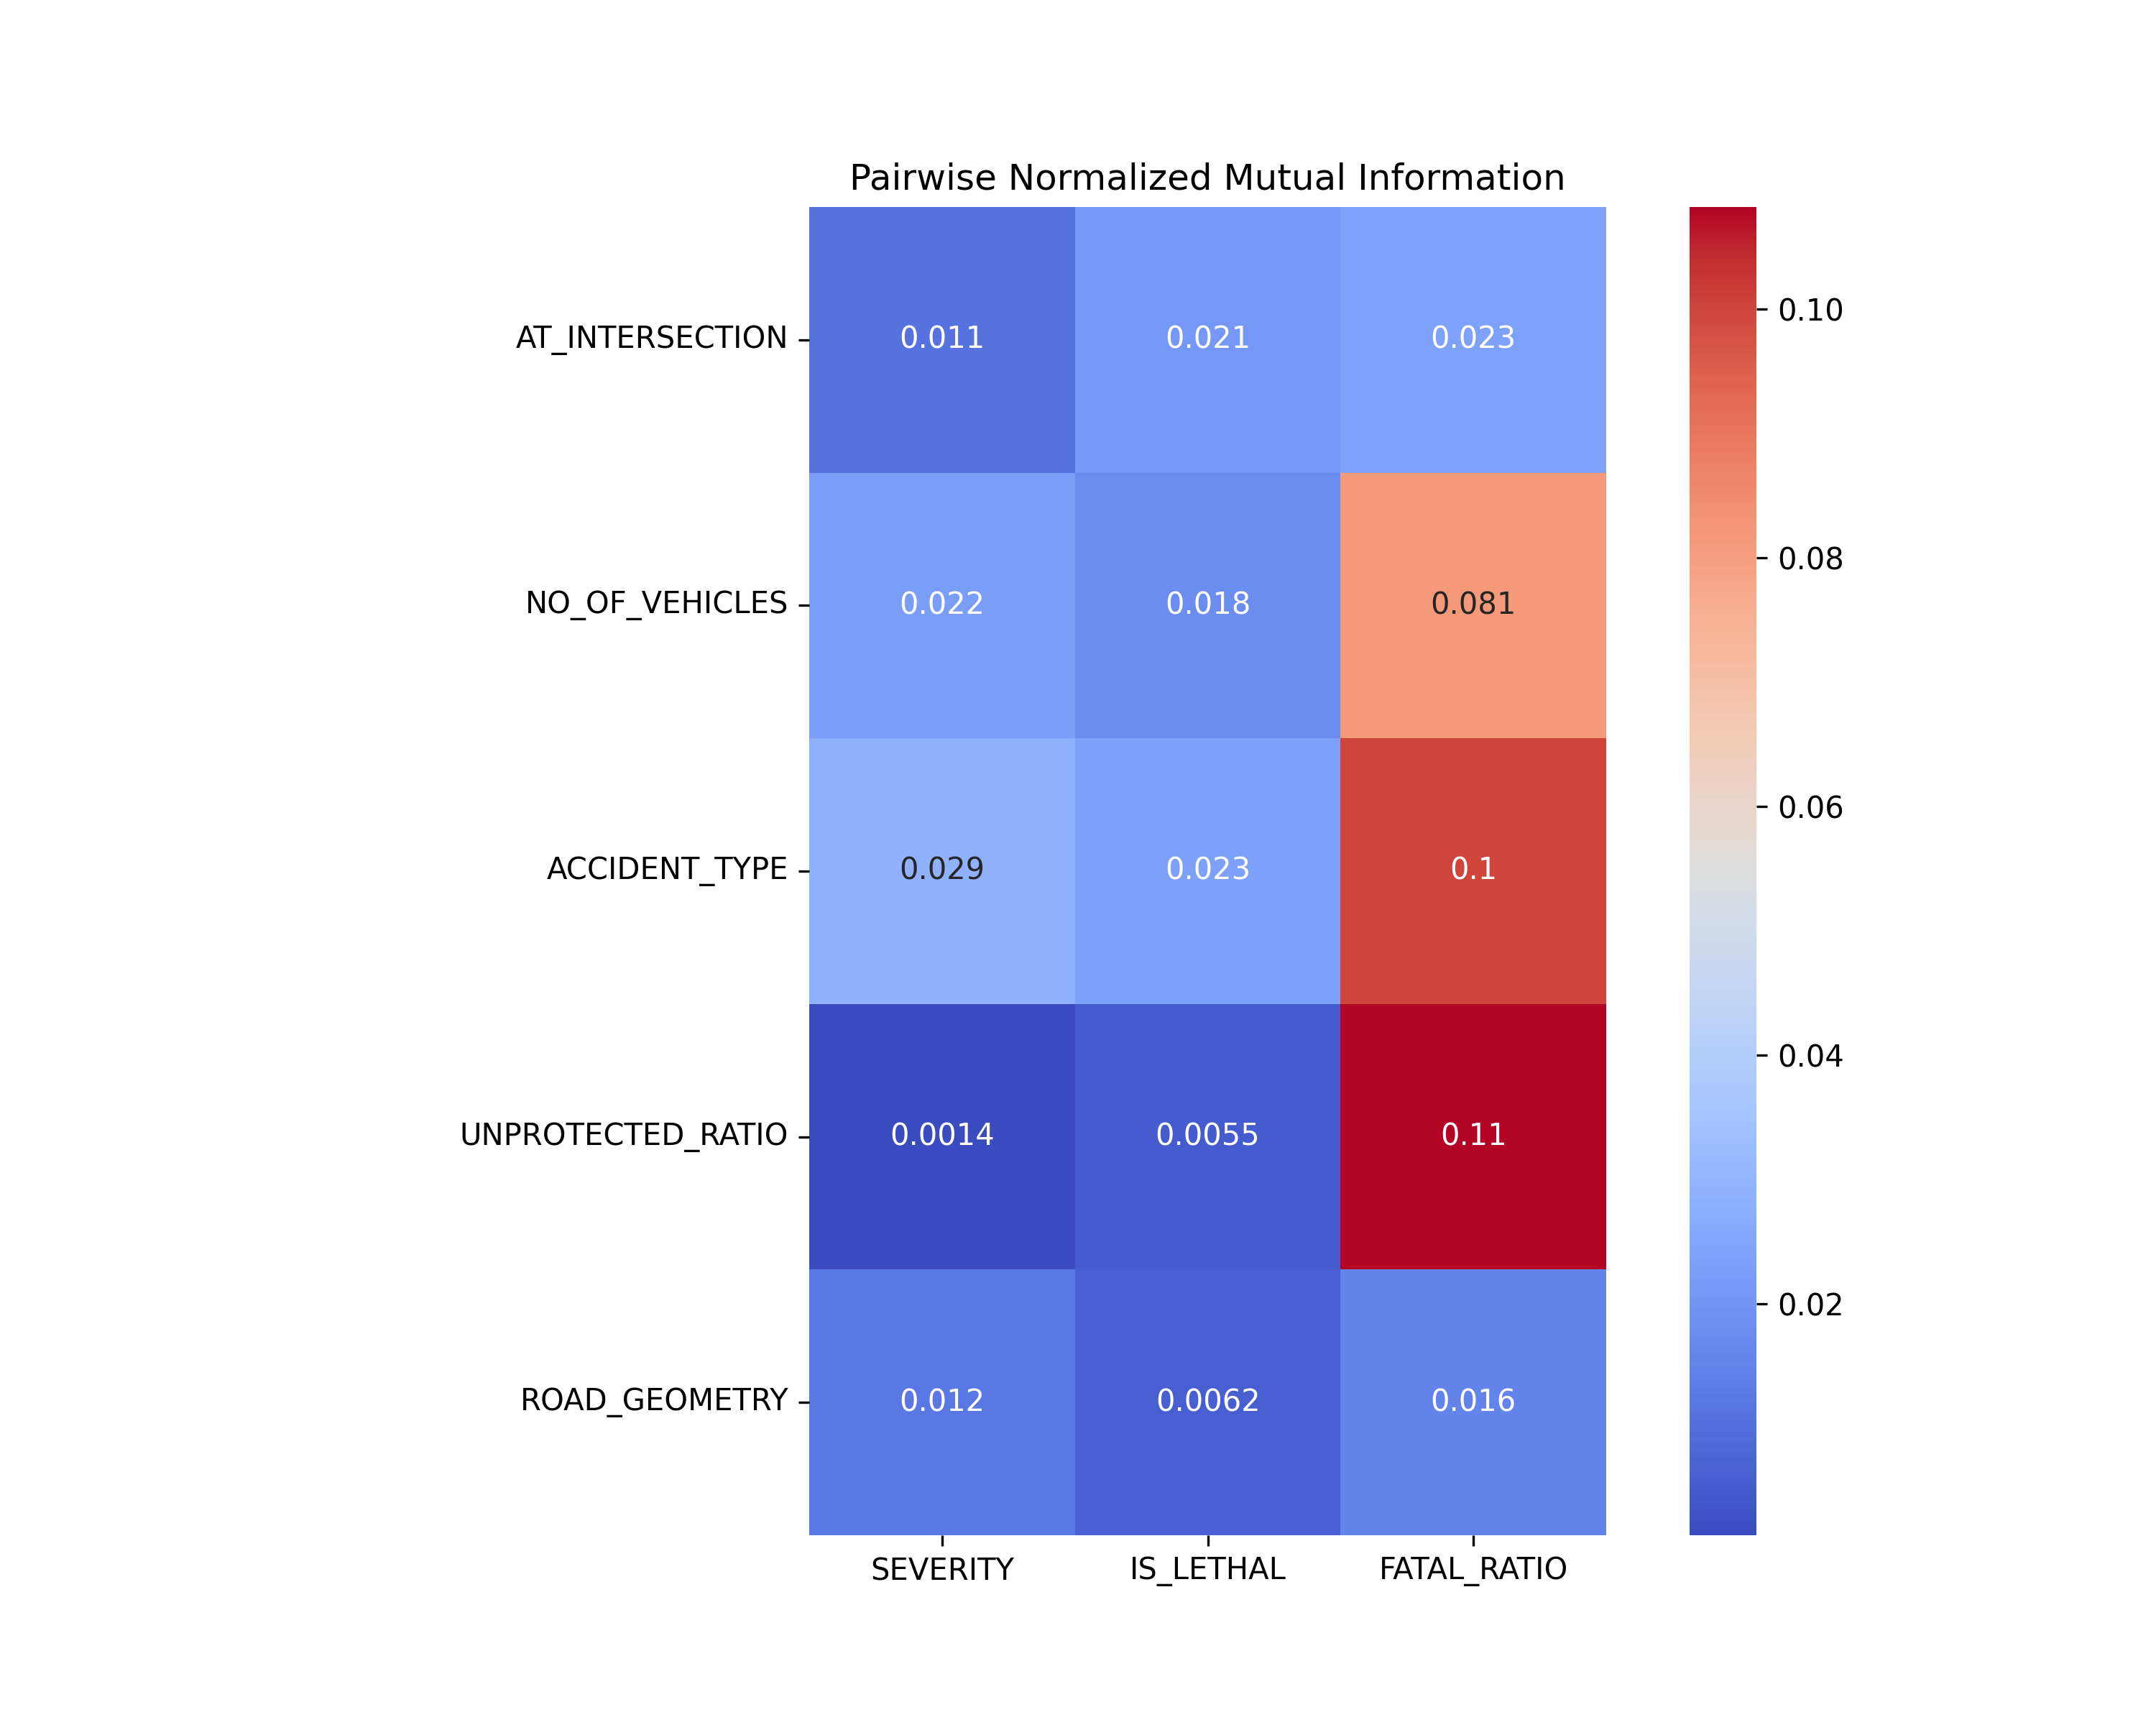 Pairwise Normalized Mutual Information
AT_INTERSECTION 0.011 0.021 0.023
NO_OF_VEHICLES 0.022 0.018 0.081
ACCIDENT_TYPE 0.029 0.023 0.1
UNPROTECTED_RATIO 0.0014 0.0055 0.11
ROAD_GEOMETRY 0.012 0.0062 0.016
SEVERITY IS_LETHAL FATAL_RATIO
0.10
0.08
0.06
0.04
0.02